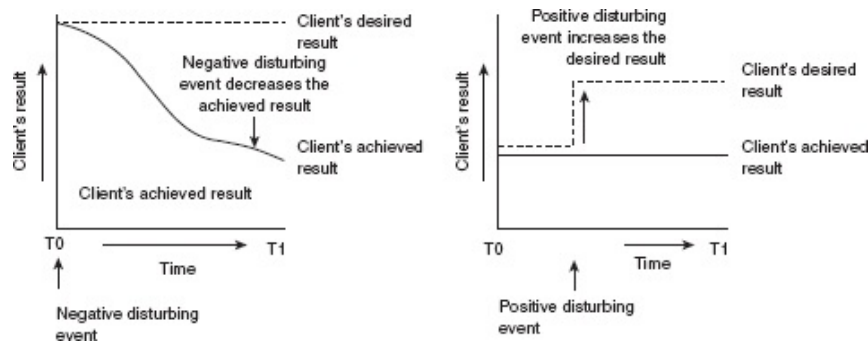 Client's desired
result
Negative disturbing
event decreases the
achieved result
Client's result
Client's achieved
result
Client's achieved result
T0
T1
Time
Negative disturbing
event
Positive disturbing
event increases the
desired result
Client's desired
result
Client's result
Client's achieved
result
T0
T1
Time
Positive disturbing
event